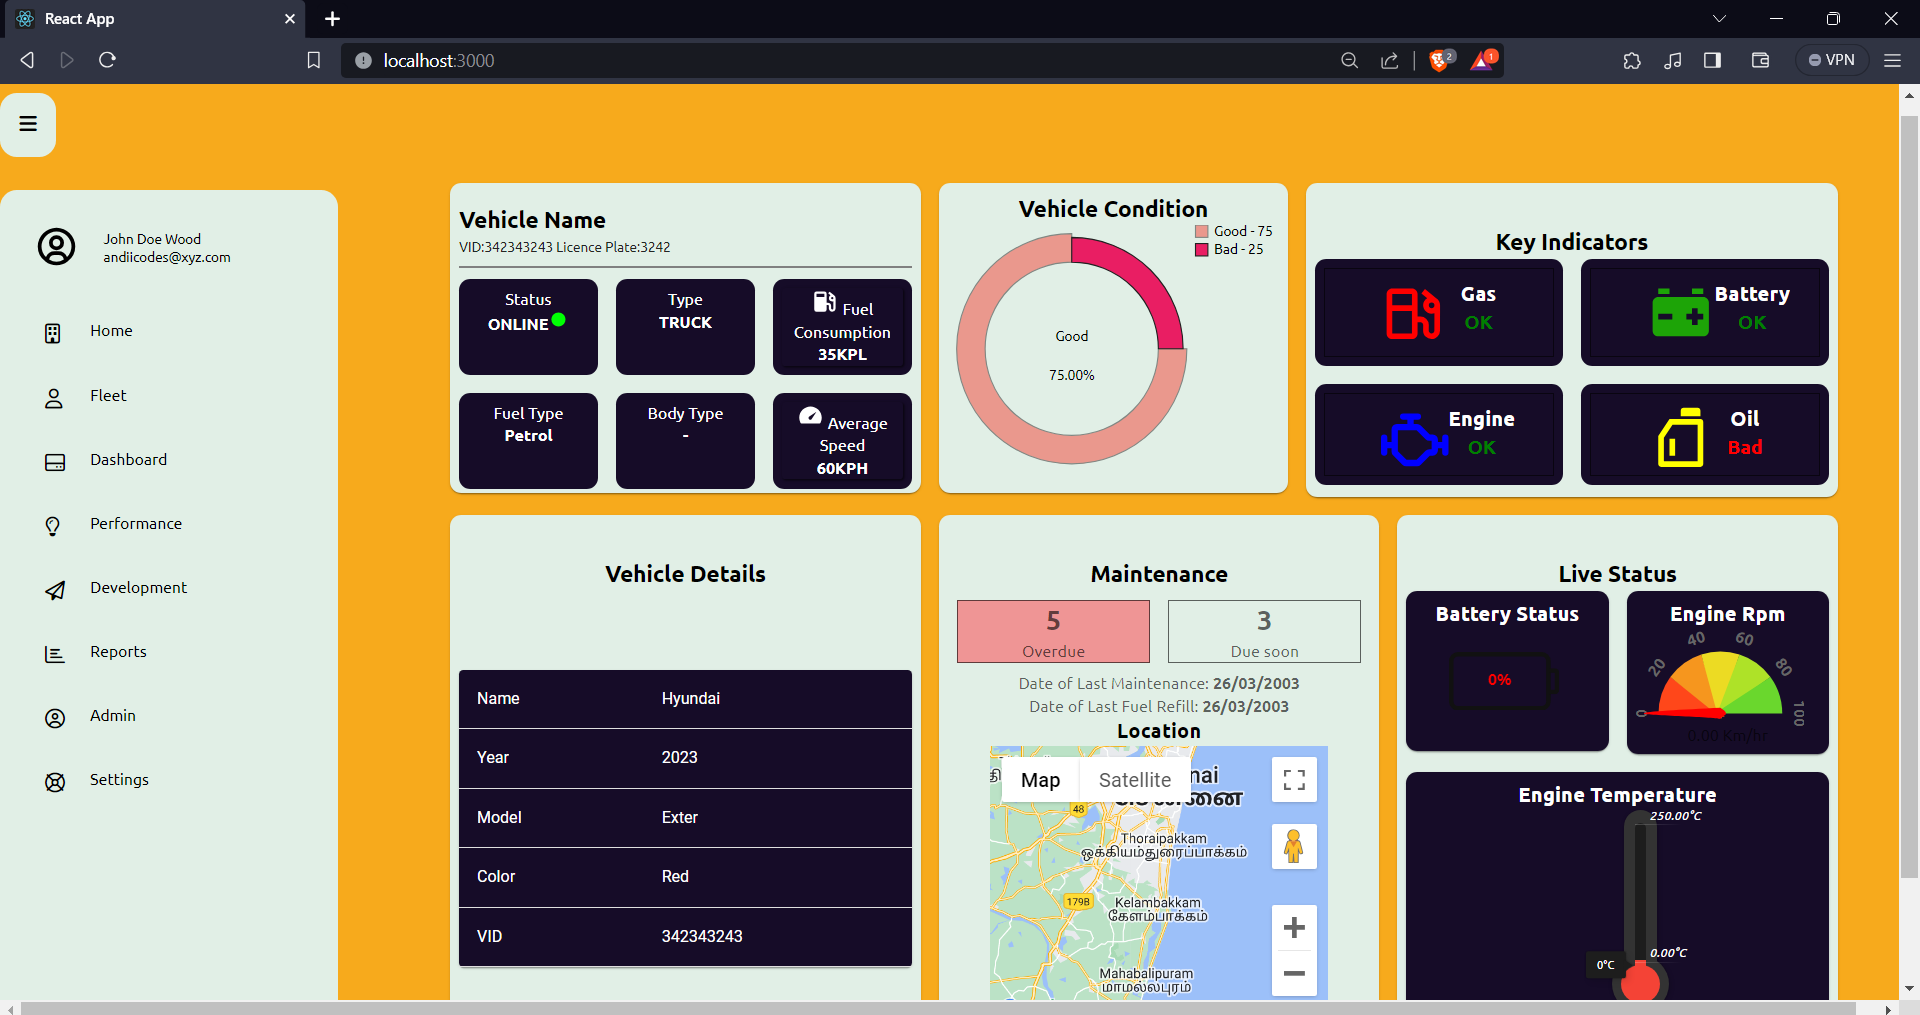 React App
localhost:3000
2
1
VPN
John Doe Wood
andiicodes@xyz.com
Home
Fleet
Dashboard
Performance
Development
Reports
Admin
Settings
Vehicle Name
VID:342343243 Licence Plate:3242
Status
ONLINE
Type
TRUCK
Fuel
Consumption
35KPL
Fuel Type
Petrol
Body Type
-
Average
Speed
60KPH
Vehicle Condition
Good - 75
Bad - 25
Good
75.00%
Key Indicators
Gas
OK
Battery
OK
Engine
OK
Oil
Bad
Vehicle Details
Name Hyundai
Year 2023
Model Exter
Color Red
VID 342343243
Maintenance
5
Overdue
3
Due soon
Date of Last Maintenance: 26/03/2003
Date of Last Fuel Refill: 26/03/2003
Location
Map Satellite
nai
48
Thoraipakkam
ஒக்கியம்துரைப்பாக்கம்
179B
Kelambakkam
கேளம்பாக்கம்
Mahabalipuram
மாமல்லபுரம்
Live Status
Battery Status
0%
Engine Rpm
0
20
40
60
80
100
0.00 Km/hr
Engine Temperature
250.00°C
0.00°C
0°C